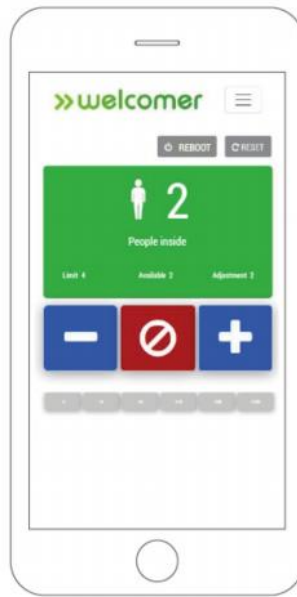 welcomer
REBOOT RESET
2
People inside
Limit 4 Available 2 Adjustment 2